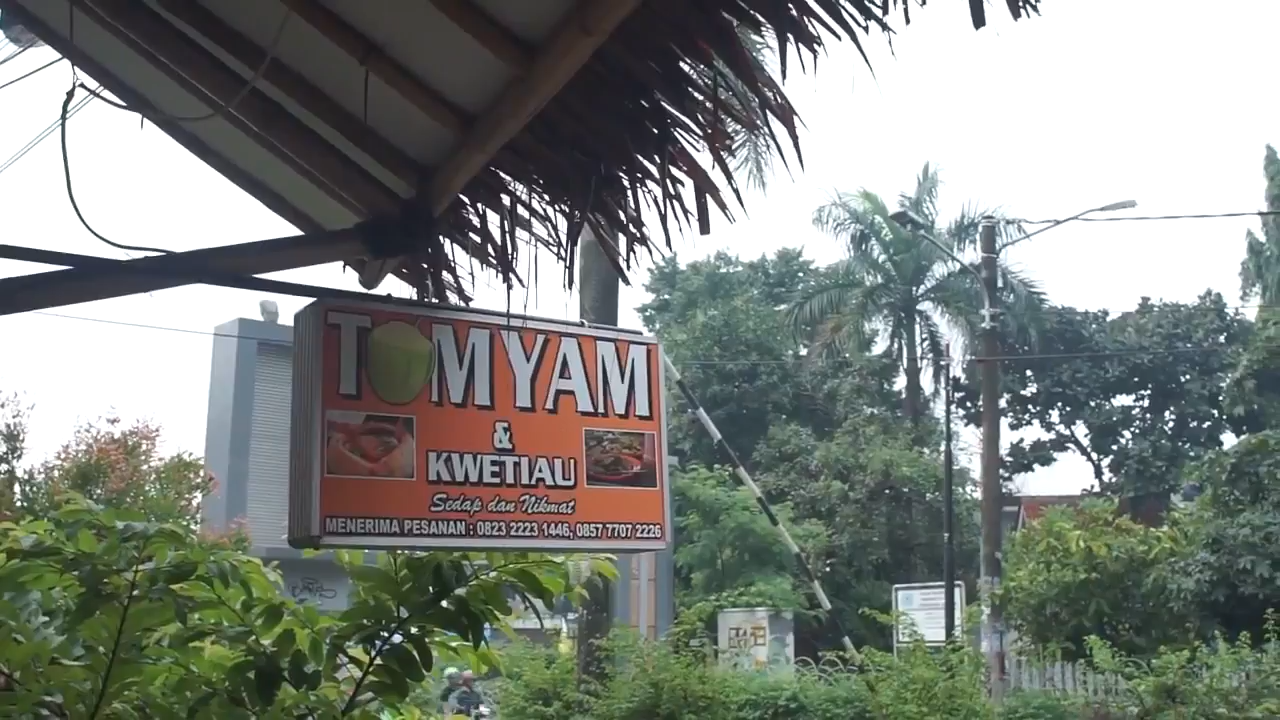 TOMYAM
&
KWETIAU
Sedap dan Nikmat
MENERIMA PESANAN : 0823 2223 1446, 0857 7707 2226